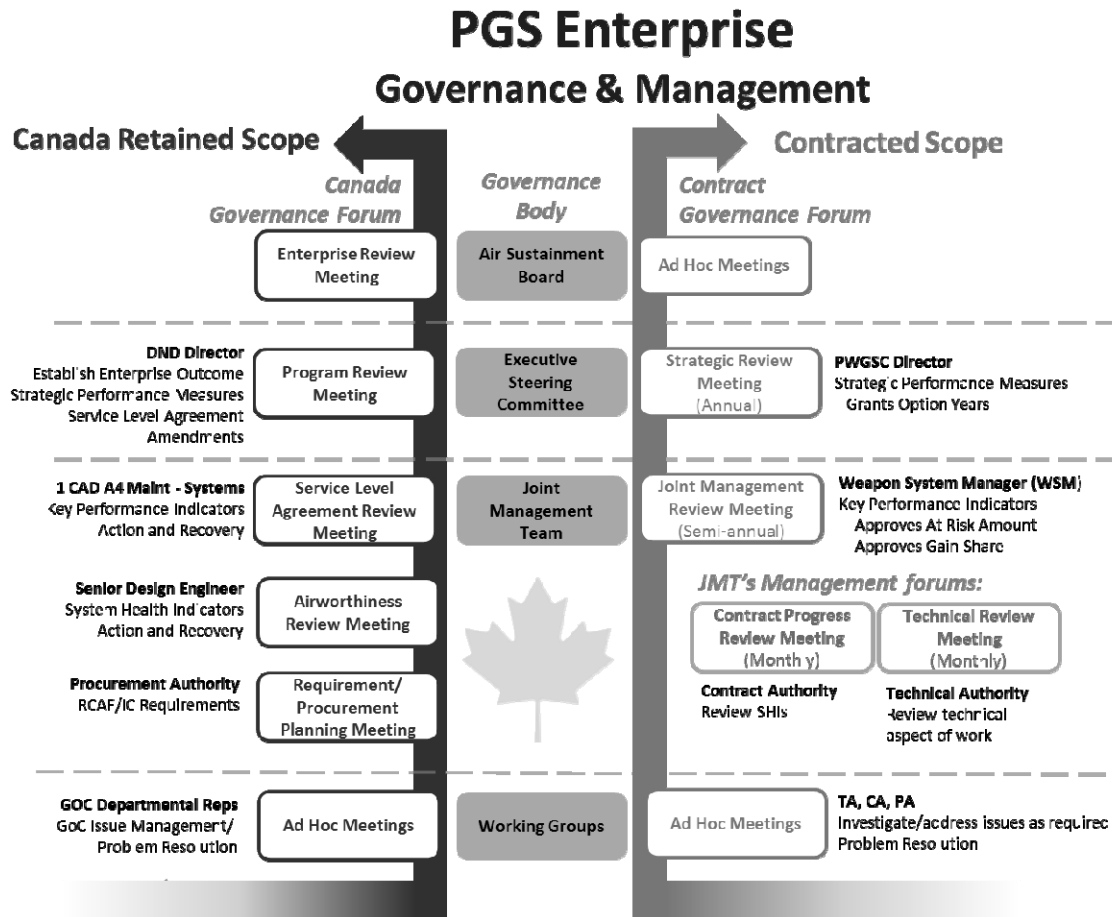 PGS Enterprise
Governance & Management
Canada Retained Scope
Contracted Scope
Canada
Governance Forum
Governance
Body
Contract
Governance Forum
Enterprise Review
Meeting
Air Sustainment
Board
Ad Hoc Meetings
DND Director
Establish Enterprise Outcome
Strategic Performance Measures
Service Level Agreement
Amendments
Program Review
Meeting
Executive
Steering
Committee
Strategic Review
Meeting
(Annual)
PWGSC Director
Strategic Performance Measures
Grants Option Years
1 CAD A4 Maint - Systems
Key Performance Indicators
Action and Recovery
Service Level
Agreement Review
Meeting
Joint
Management
Team
Joint Management
Review Meeting
(Semi-annual)
Weapon System Manager (WSM)
Key Performance Indicators
Approves At Risk Amount
Approves Gain Share
Senior Design Engineer
System Health Indicators
Action and Recovery
Airworthiness
Review Meeting
JMT's Management forums:
Contract Progress
Review Meeting
(Monthly)
Technical Review
Meeting
(Monthly)
Procurement Authority
RCAF/IC Requirements
Requirement/
Procurement
Planning Meeting
Contract Authority
Review SHIs
Technical Authority
Review technical
aspect of work
GOC Departmental Reps
GoC Issue Management/
Problem Resolution
Ad Hoc Meetings
Working Groups
Ad Hoc Meetings
TA, CA, PA
Investigate/address issues as required
Problem Resolution